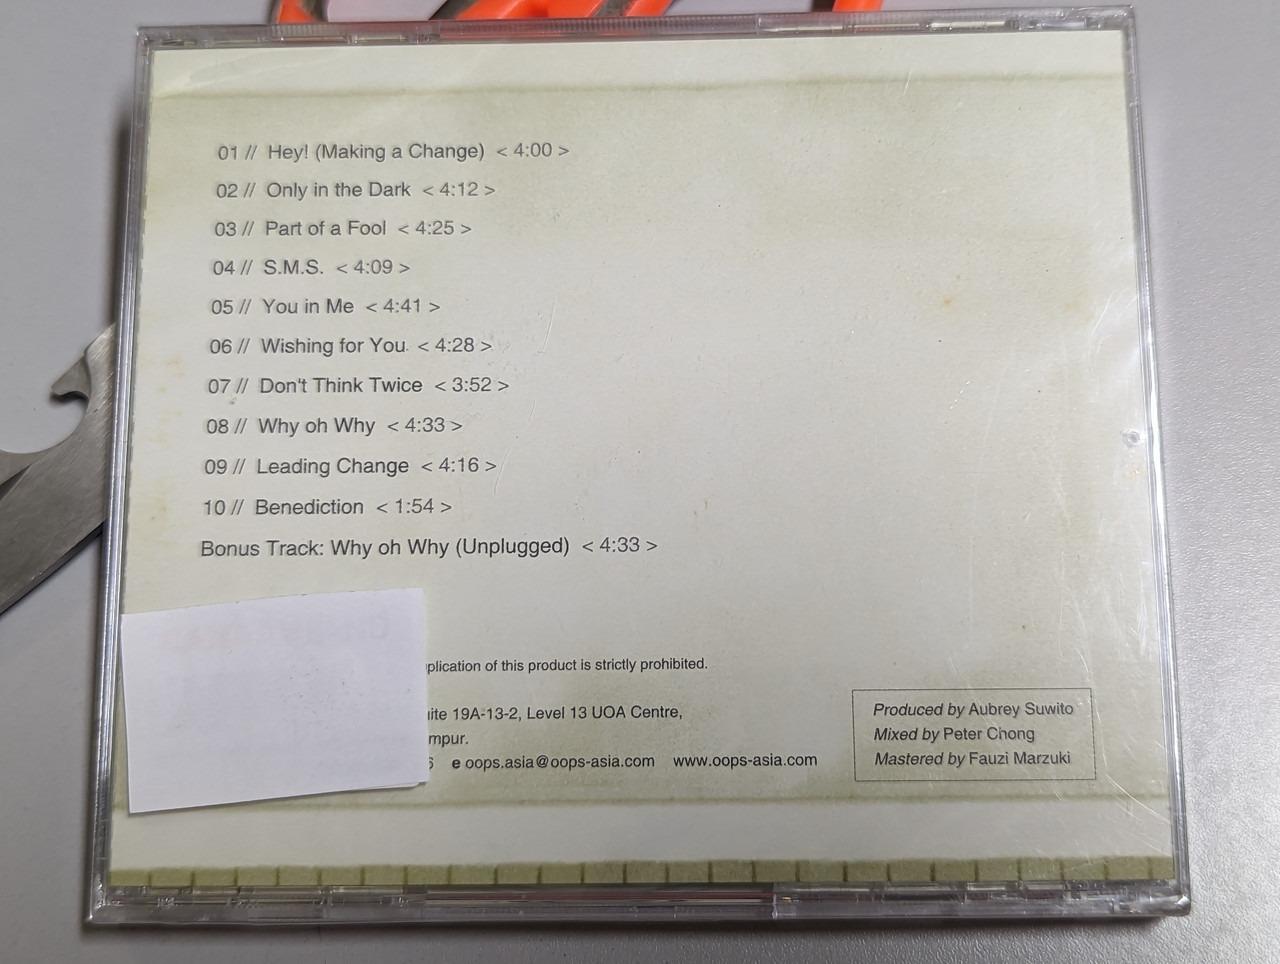 01 // Hey! (Making a Change) < 4:00 >
02 // Only in the Dark < 4:12 >
03 // Part of a Fool < 4:25 >
04 // S.M.S. < 4:09 >
05 // You in Me < 4:41 >
06 // Wishing for You < 4:28 >
07 // Don't Think Twice < 3:52 >
08 // Why oh Why < 4:33 >
09 // Leading Change < 4:16 >
10 // Benediction < 1:54 >
Bonus Track: Why oh Why (Unplugged) < 4:33 >
plication of this product is strictly prohibited.
ite 19A-13-2, Level 13 UOA Centre,
mpur.
e oops.asia@oops-asia.com www.oops-asia.com
Produced by Aubrey Suwito
Mixed by Peter Chong
Mastered by Fauzi Marzuki